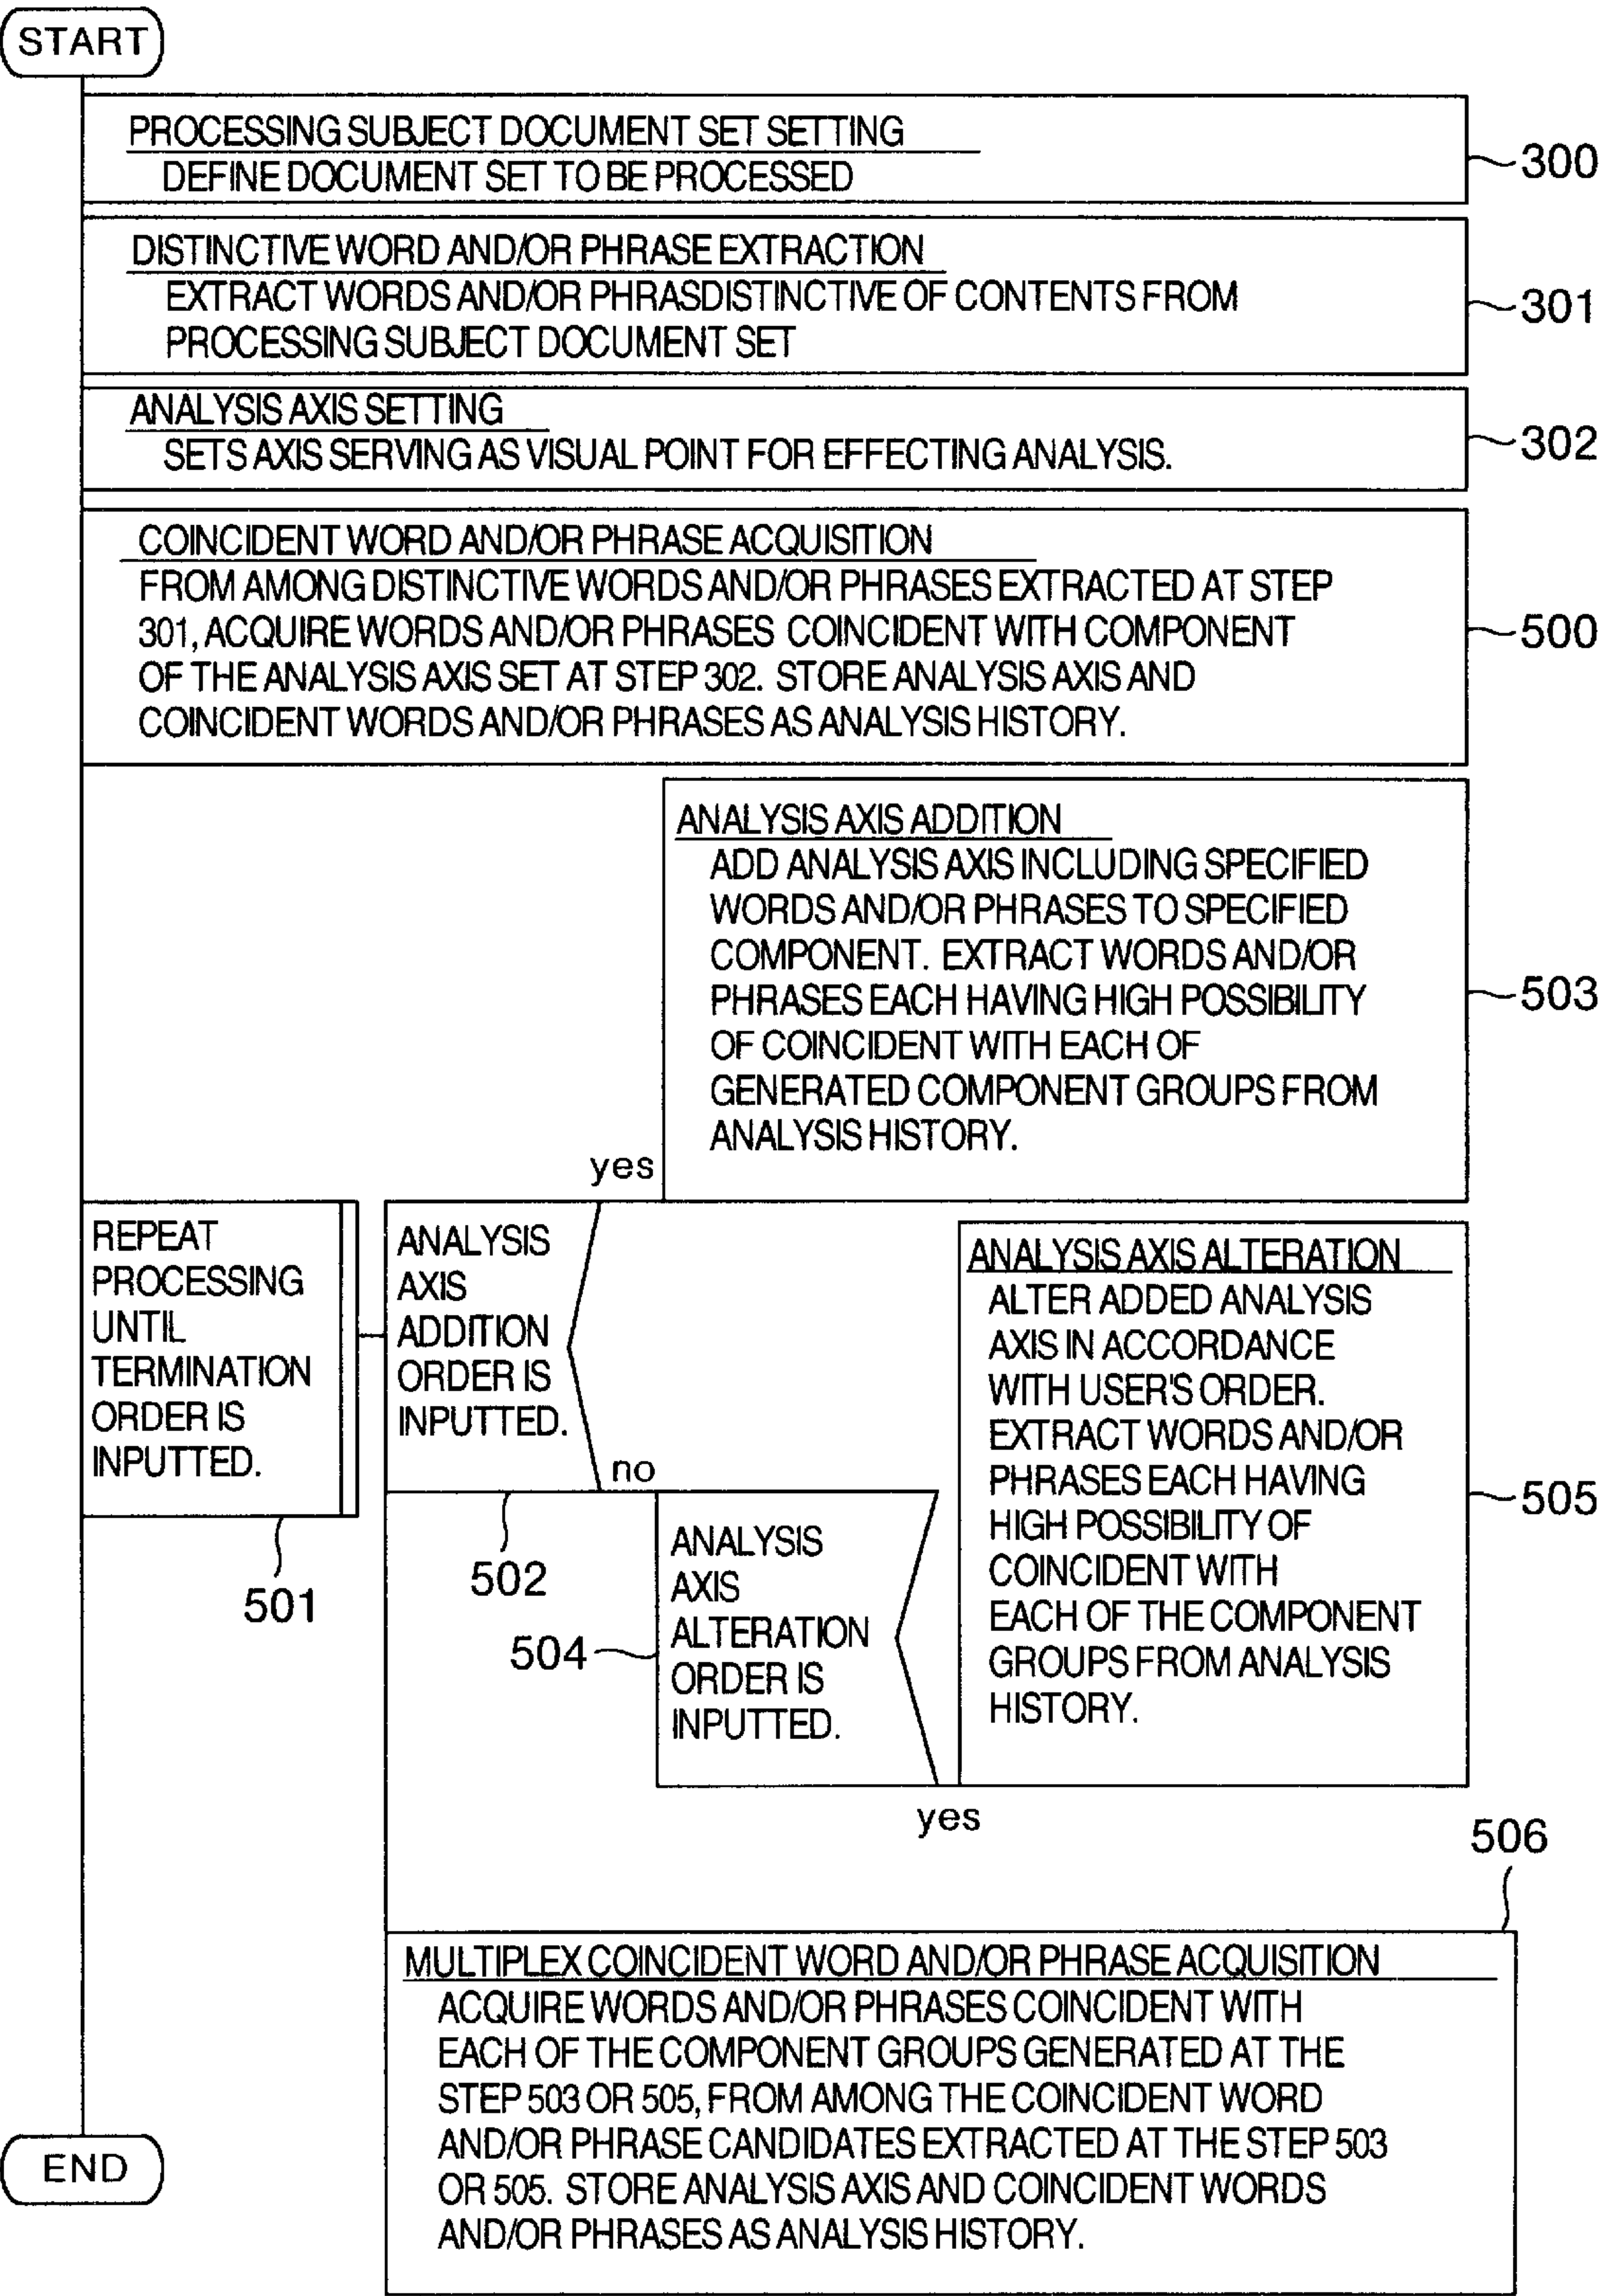 START
PROCESSING SUBJECT DOCUMENT SET SETTING
DEFINE DOCUMENT SET TO BE PROCESSED
300
DISTINCTIVE WORD AND/OR PHRASE EXTRACTION
EXTRACT WORDS AND/OR PHRASDISTINCTIVE OF CONTENTS FROM
PROCESSING SUBJECT DOCUMENT SET
301
ANALYSIS AXIS SETTING
SETS AXIS SERVING AS VISUAL POINT FOR EFFECTING ANALYSIS.
302
COINCIDENT WORD AND/OR PHRASE ACQUISITION
FROM AMONG DISTINCTIVE WORDS AND/OR PHRASES EXTRACTED AT STEP
301, ACQUIRE WORDS AND/OR PHRASES COINCIDENT WITH COMPONENT
OF THE ANALYSIS AXIS SET AT STEP 302. STORE ANALYSIS AXIS AND
COINCIDENT WORDS AND/OR PHRASES AS ANALYSIS HISTORY.
500
ANALYSIS AXIS ADDITION
ADD ANALYSIS AXIS INCLUDING SPECIFIED
WORDS AND/OR PHRASES TO SPECIFIED
COMPONENT. EXTRACT WORDS AND/OR
PHRASES EACH HAVING HIGH POSSIBILITY
OF COINCIDENT WITH EACH OF
GENERATED COMPONENT GROUPS FROM
ANALYSIS HISTORY.
503
yes
REPEAT
PROCESSING
UNTIL
TERMINATION
ORDER IS
INPUTTED.
501
ANALYSIS
AXIS
ADDITION
ORDER IS
INPUTTED.
no
502
ANALYSIS AXIS ALTERATION
ALTER ADDED ANALYSIS
AXIS IN ACCORDANCE
WITH USER'S ORDER.
EXTRACT WORDS AND/OR
PHRASES EACH HAVING
HIGH POSSIBILITY OF
COINCIDENT WITH
EACH OF THE COMPONENT
GROUPS FROM ANALYSIS
HISTORY.
505
ANALYSIS
AXIS
ALTERATION
ORDER IS
INPUTTED.
504
yes
506
MULTIPLEX COINCIDENT WORD AND/OR PHRASE ACQUISITION
ACQUIRE WORDS AND/OR PHRASES COINCIDENT WITH
EACH OF THE COMPONENT GROUPS GENERATED AT THE
STEP 503 OR 505, FROM AMONG THE COINCIDENT WORD
AND/OR PHRASE CANDIDATES EXTRACTED AT THE STEP 503
OR 505. STORE ANALYSIS AXIS AND COINCIDENT WORDS
AND/OR PHRASES AS ANALYSIS HISTORY.
END